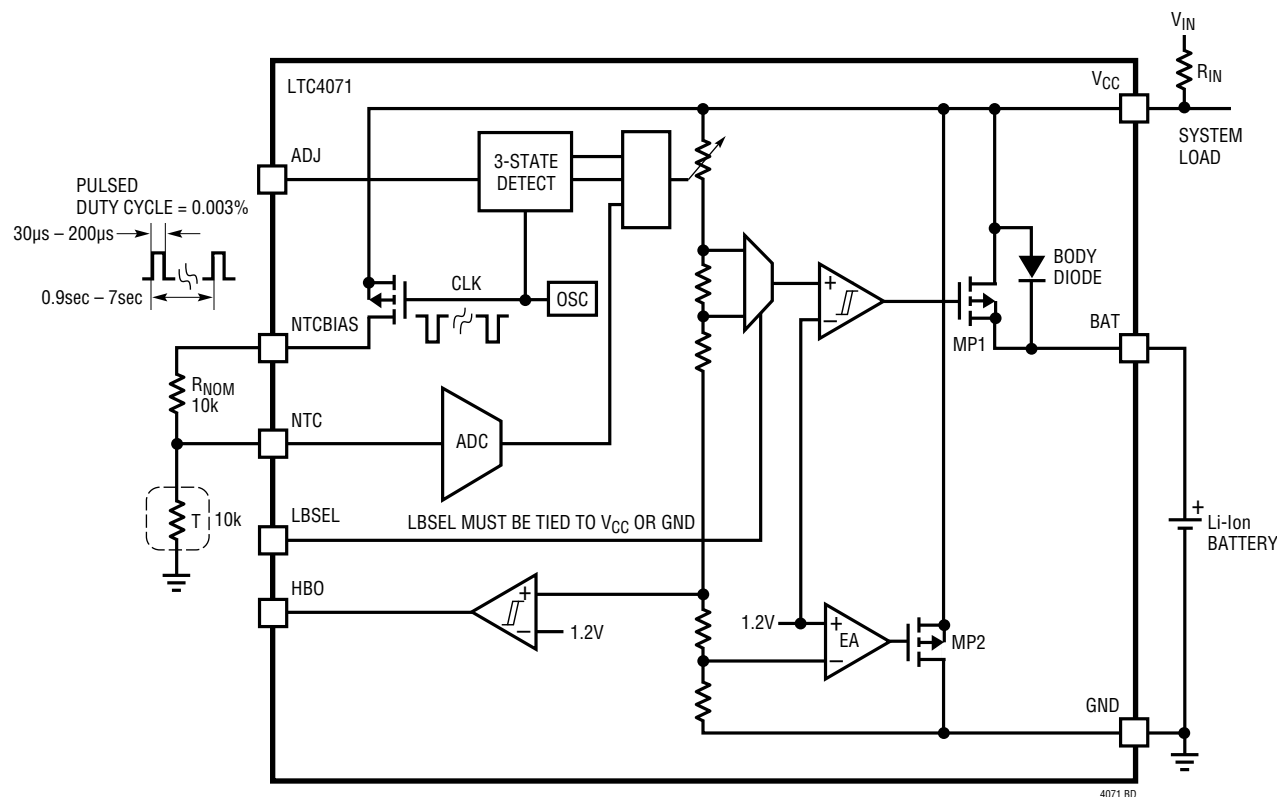 V_IN
R_IN
V_CC
LTC4071
SYSTEM
LOAD
ADJ
3-STATE
DETECT
PULSED
DUTY CYCLE = 0.003%
30µs – 200µs
0.9sec – 7sec
BODY
DIODE
CLK
OSC
NTCBIAS
MP1
BAT
R_NOM
10k
NTC
ADC
+
–
T
10k
LBSEL
LBSEL MUST BE TIED TO V_CC OR GND
+
Li-Ion
BATTERY
HBO
+
–
1.2V
1.2V
+
EA
–
MP2
GND
4071 BD